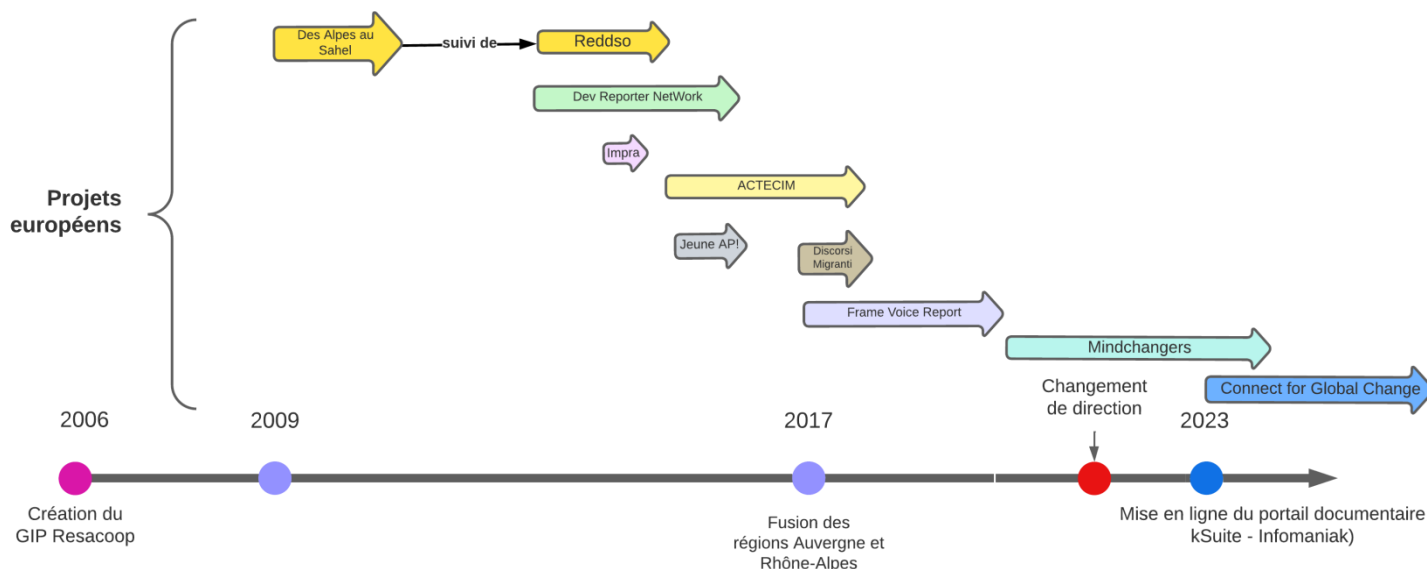 Des Alpes au
Sahel
suivi de
Reddso
Dev Reporter NetWork
Impra
ACTECIM
Projets
européens
Jeune AP!
Discorsi
Migranti
Frame Voice Report
Mindchangers
Connect for Global Change
Changement
de direction
2006
2009
2017
2023
Création du
GIP Resacoop
Fusion des
régions Auvergne et
Rhône-Alpes
Mise en ligne du portail documentaire
kSuite - Infomaniak)